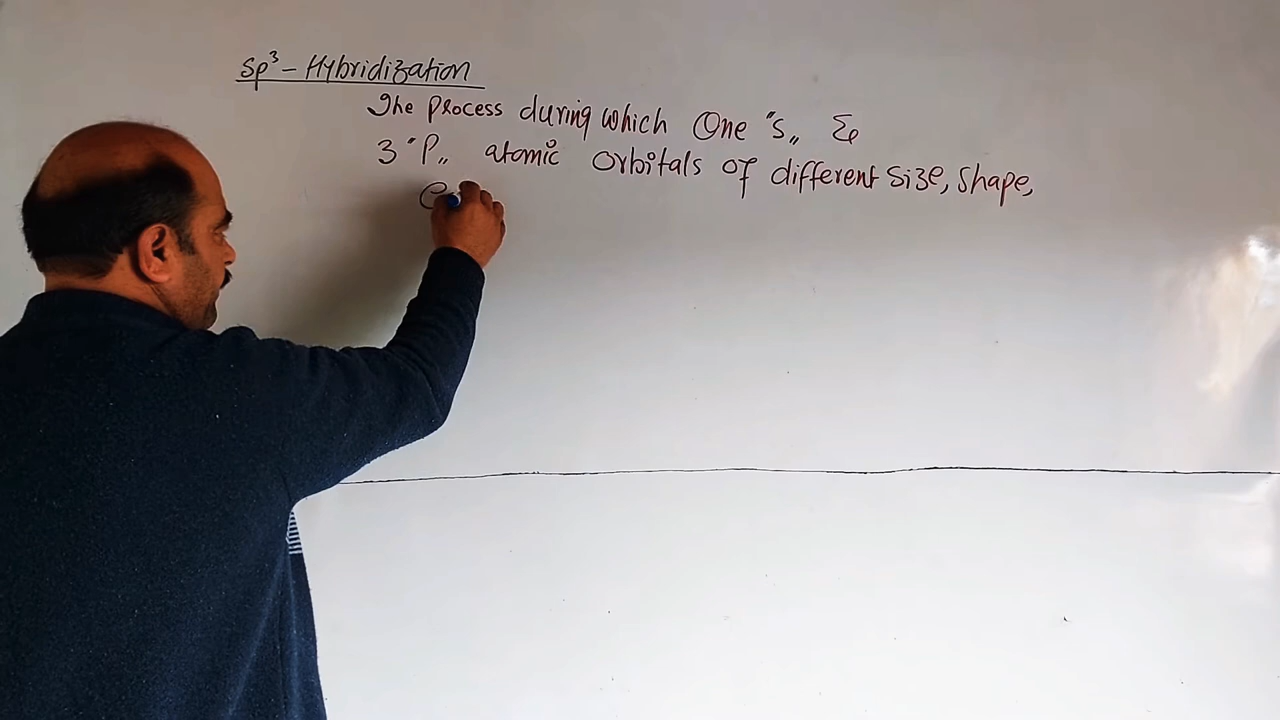 Sp³ - Hybridization
The process during which One "s„ &
3 "P„ atomic orbitals of different size, shape,
e